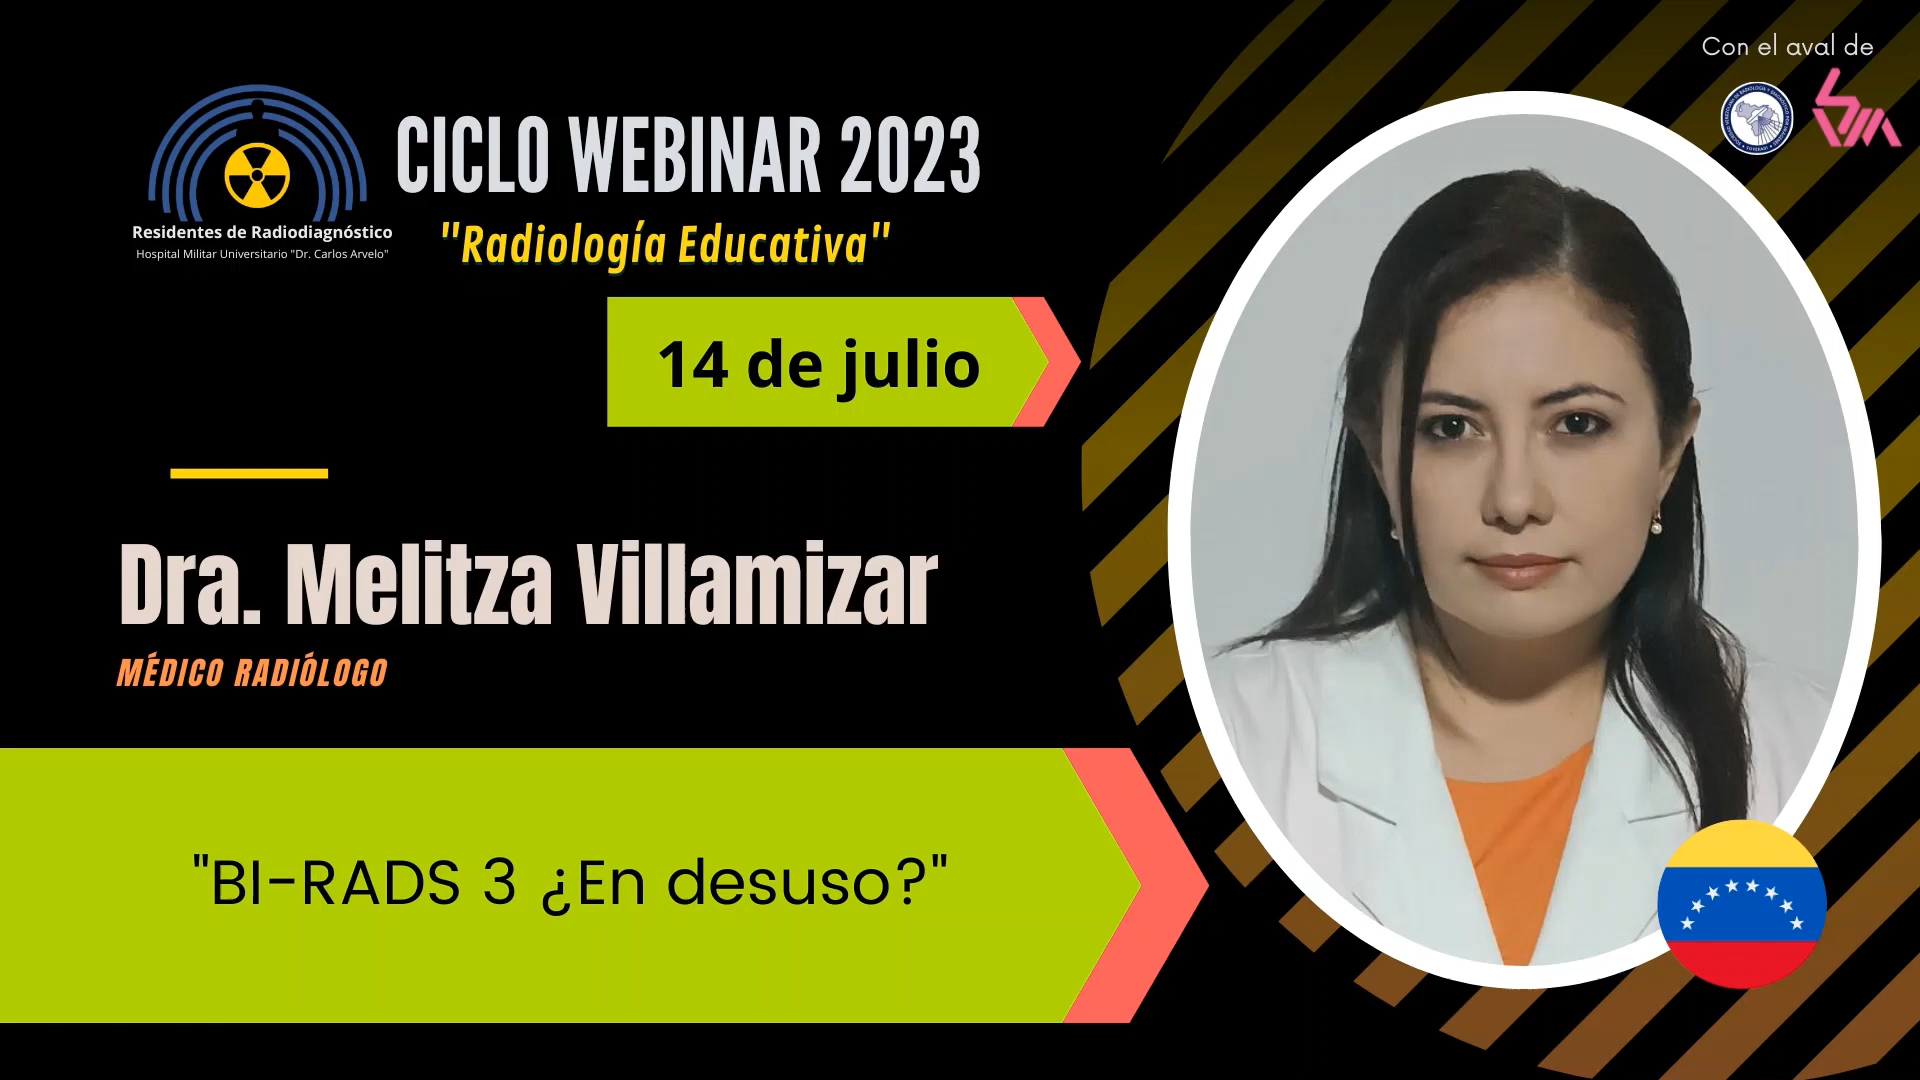 Con el aval de
CICLO WEBINAR 2023
"Radiología Educativa"
Residentes de Radiodiagnóstico
Hospital Militar Universitario "Dr. Carlos Arvelo"
14 de julio
Dra. Melitza Villamizar
MÉDICO RADIÓLOGO
"BI-RADS 3 ¿En desuso?"